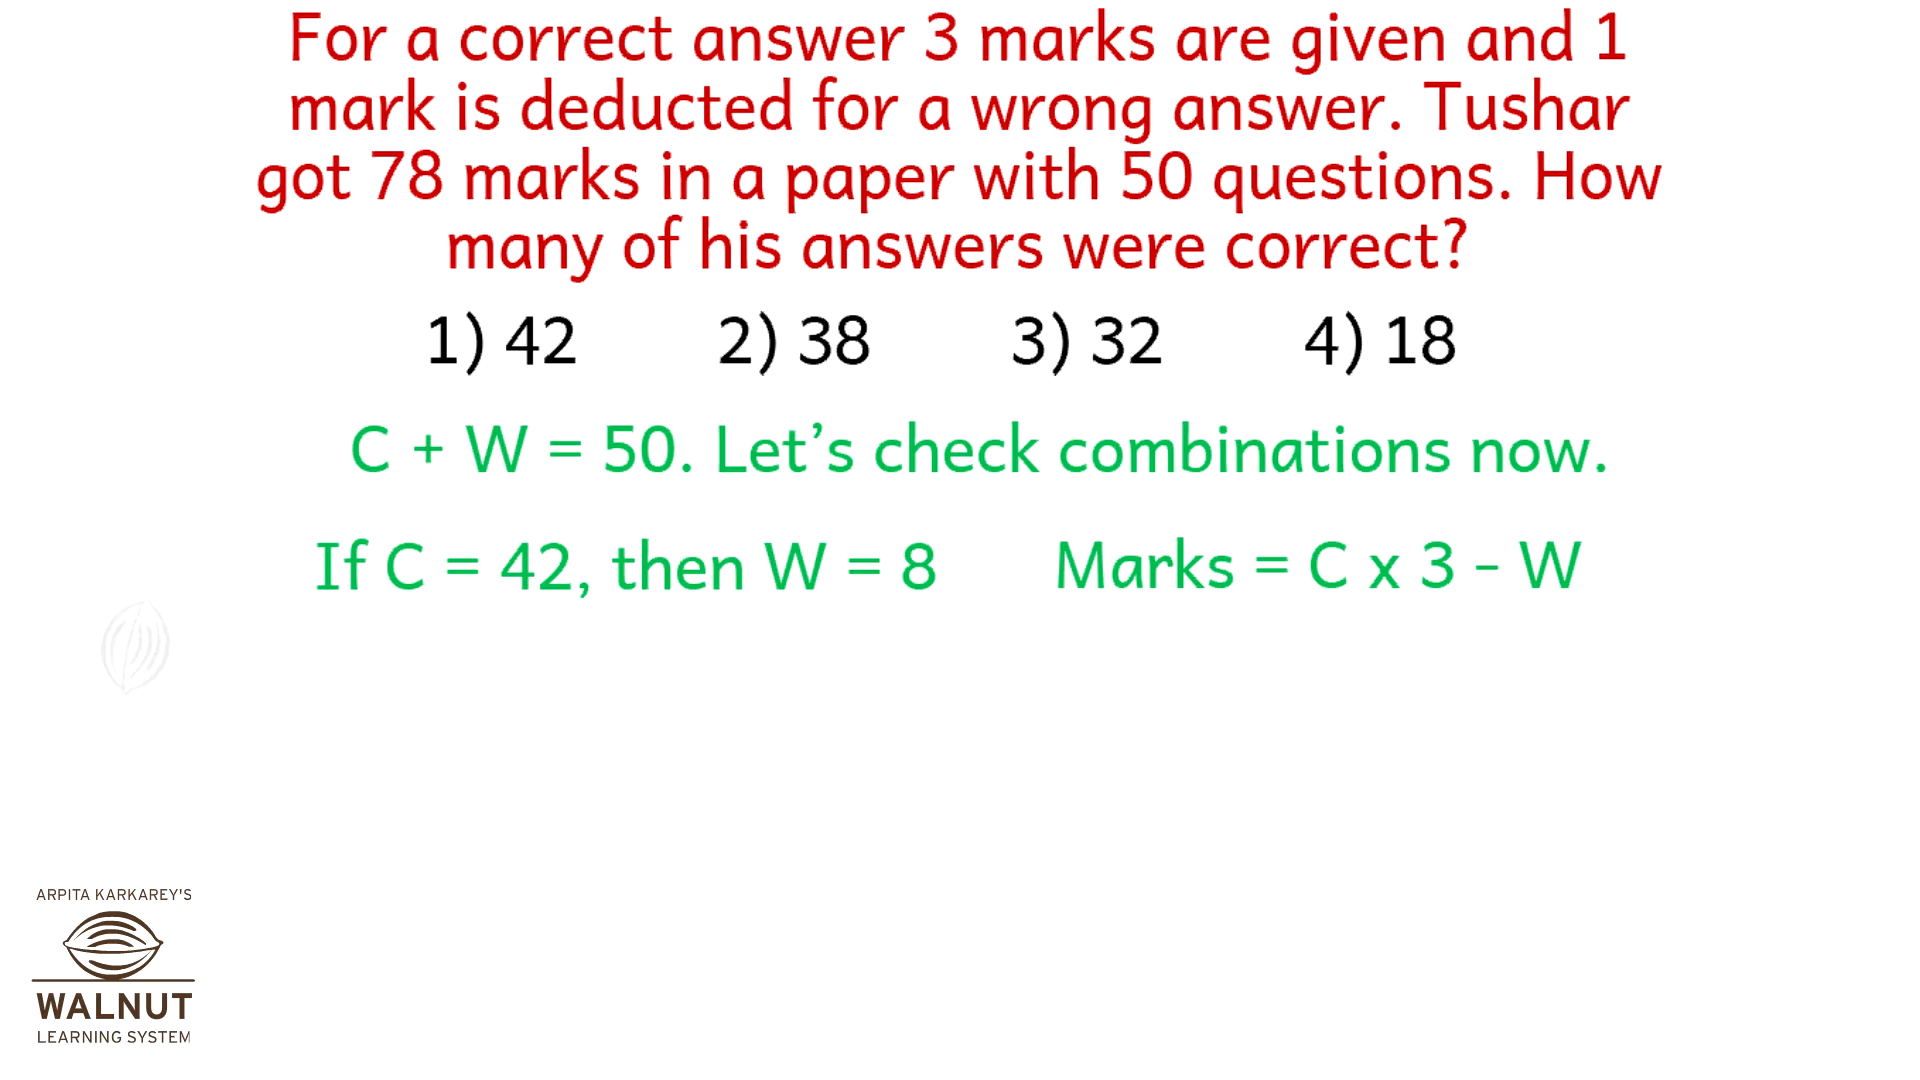 For a correct answer 3 marks are given and 1
mark is deducted for a wrong answer. Tushar
got 78 marks in a paper with 50 questions. How
many of his answers were correct?
1) 42 2) 38 3) 32 4) 18
C + W = 50. Let’s check combinations now.
If C = 42, then W = 8 Marks = C x 3 - W
ARPITA KARKAREY'S
WALNUT
LEARNING SYSTEM